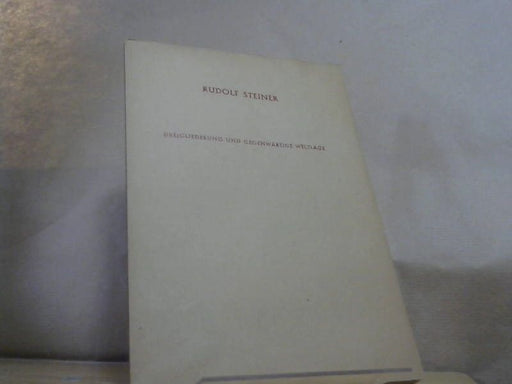 RUDOLF STEINER
DREIGLIEDERUNG UND GEGENWÄRTIGE WELTLAGE